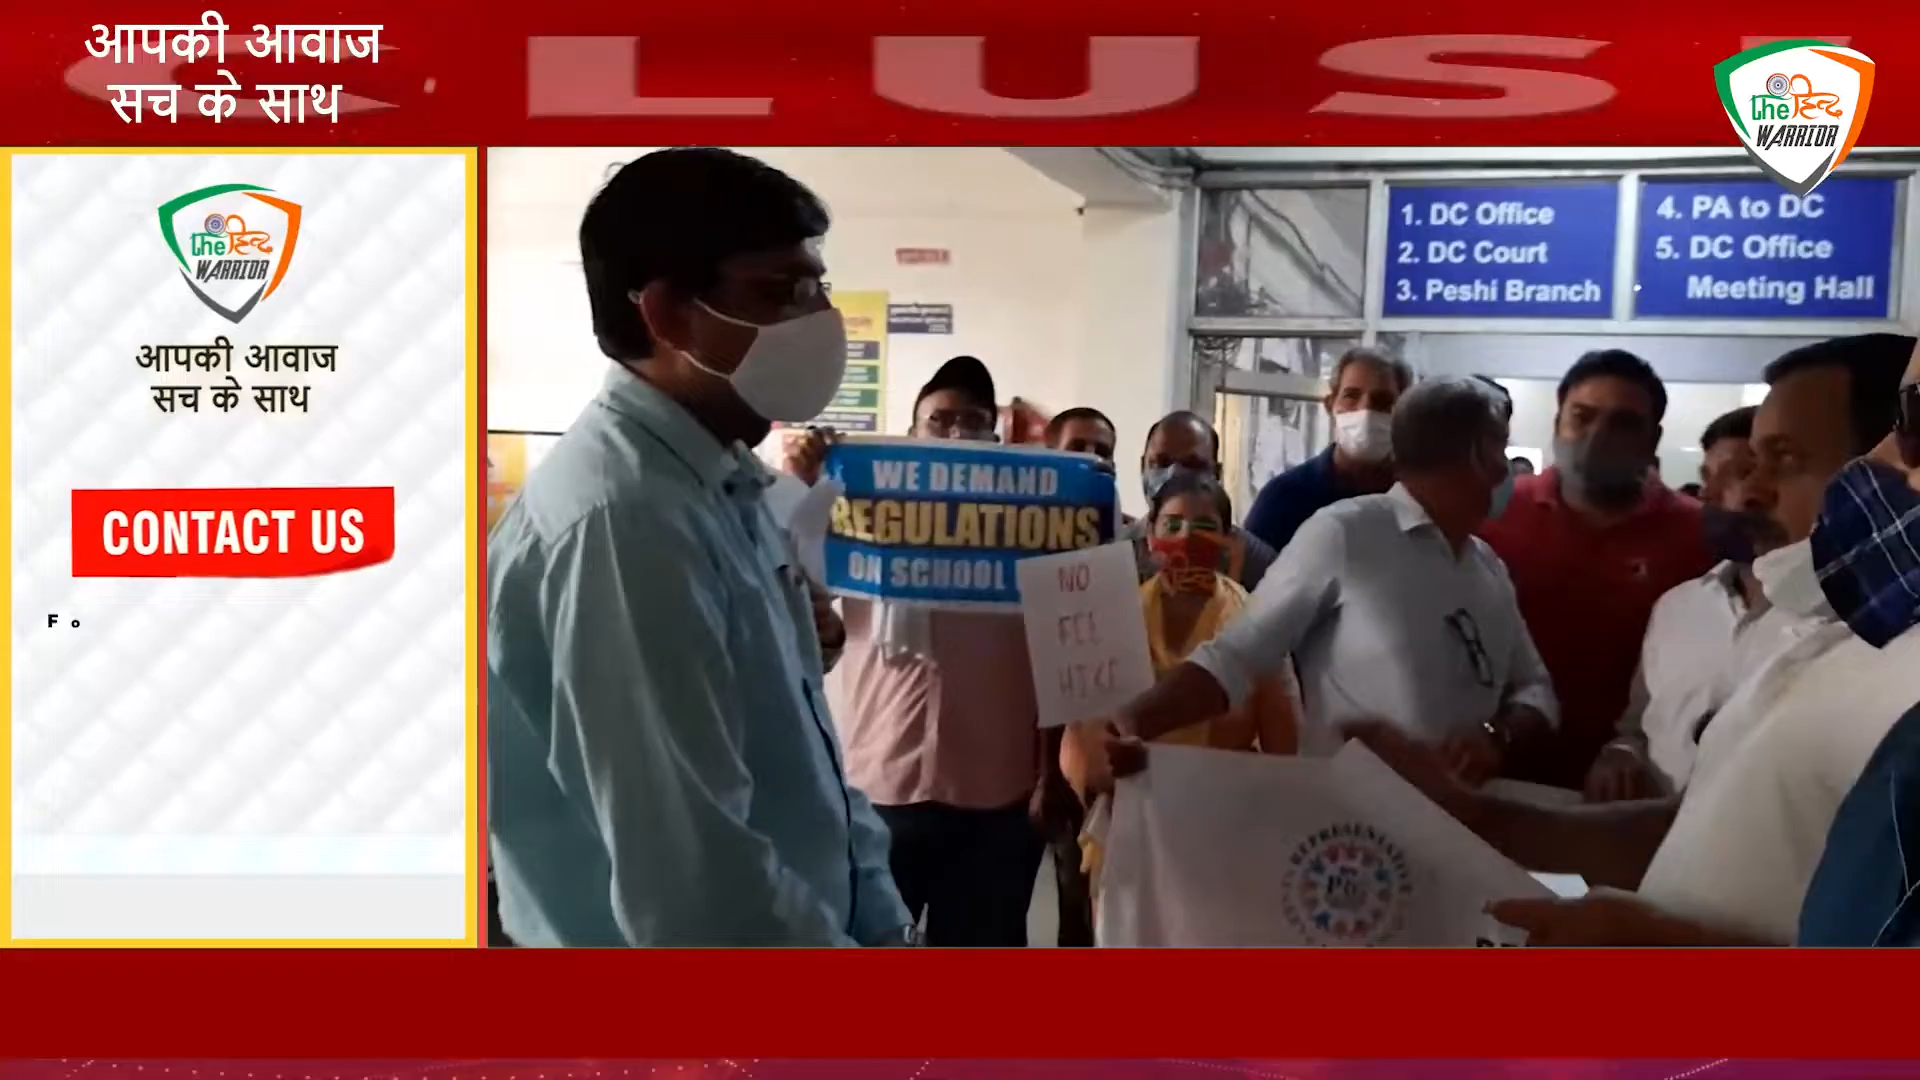 आपकी आवाज
सच के साथ
C L U S I
the हिन्द
WARRIOR
the हिन्द
WARRIOR
आपकी आवाज
सच के साथ
CONTACT US
F o
1. DC Office
2. DC Court
3. Peshi Branch
4. PA to DC
5. DC Office
Meeting Hall
WE DEMAND
REGULATIONS
ON SCHOOL
NO
FEE
HIKE
REPRESENTATIVE